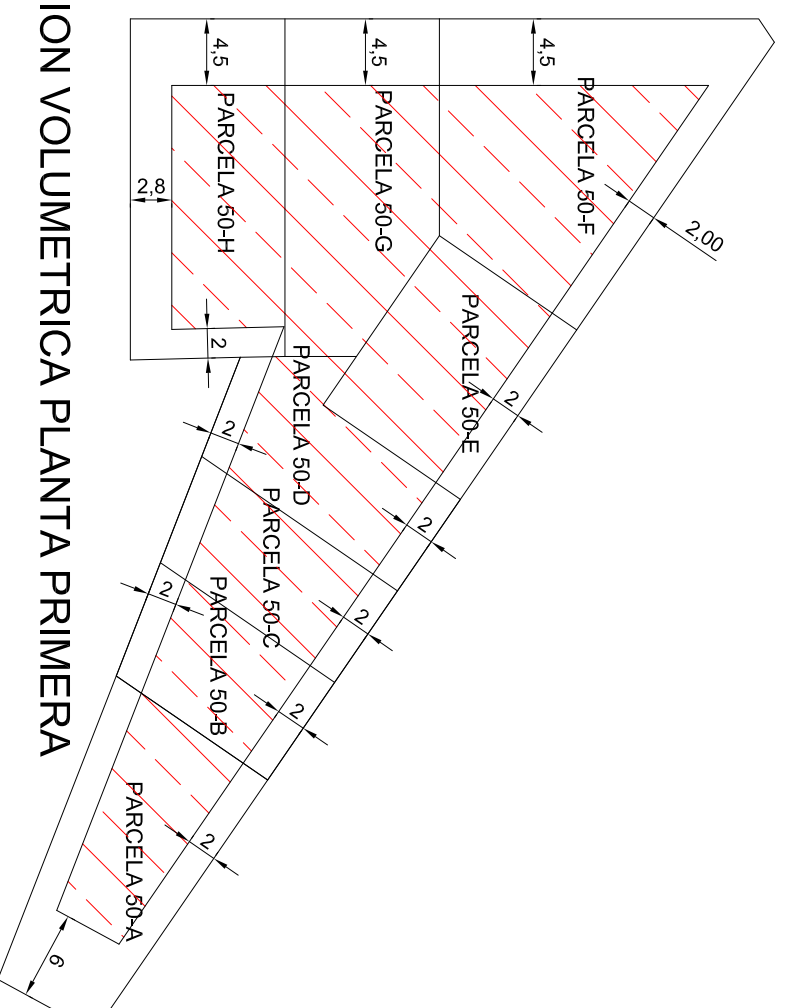 ION VOLUMETRICA PLANTA PRIMERA
4,5
4,5
4,5
PARCELA 50-H
PARCELA 50-G
PARCELA 50-F
2,8
2,00
2
PARCELA 50-E
2
PARCELA 50-D
2
2
PARCELA 50-C
2
2
PARCELA 50-B
2
PARCELA 50-A
2
6